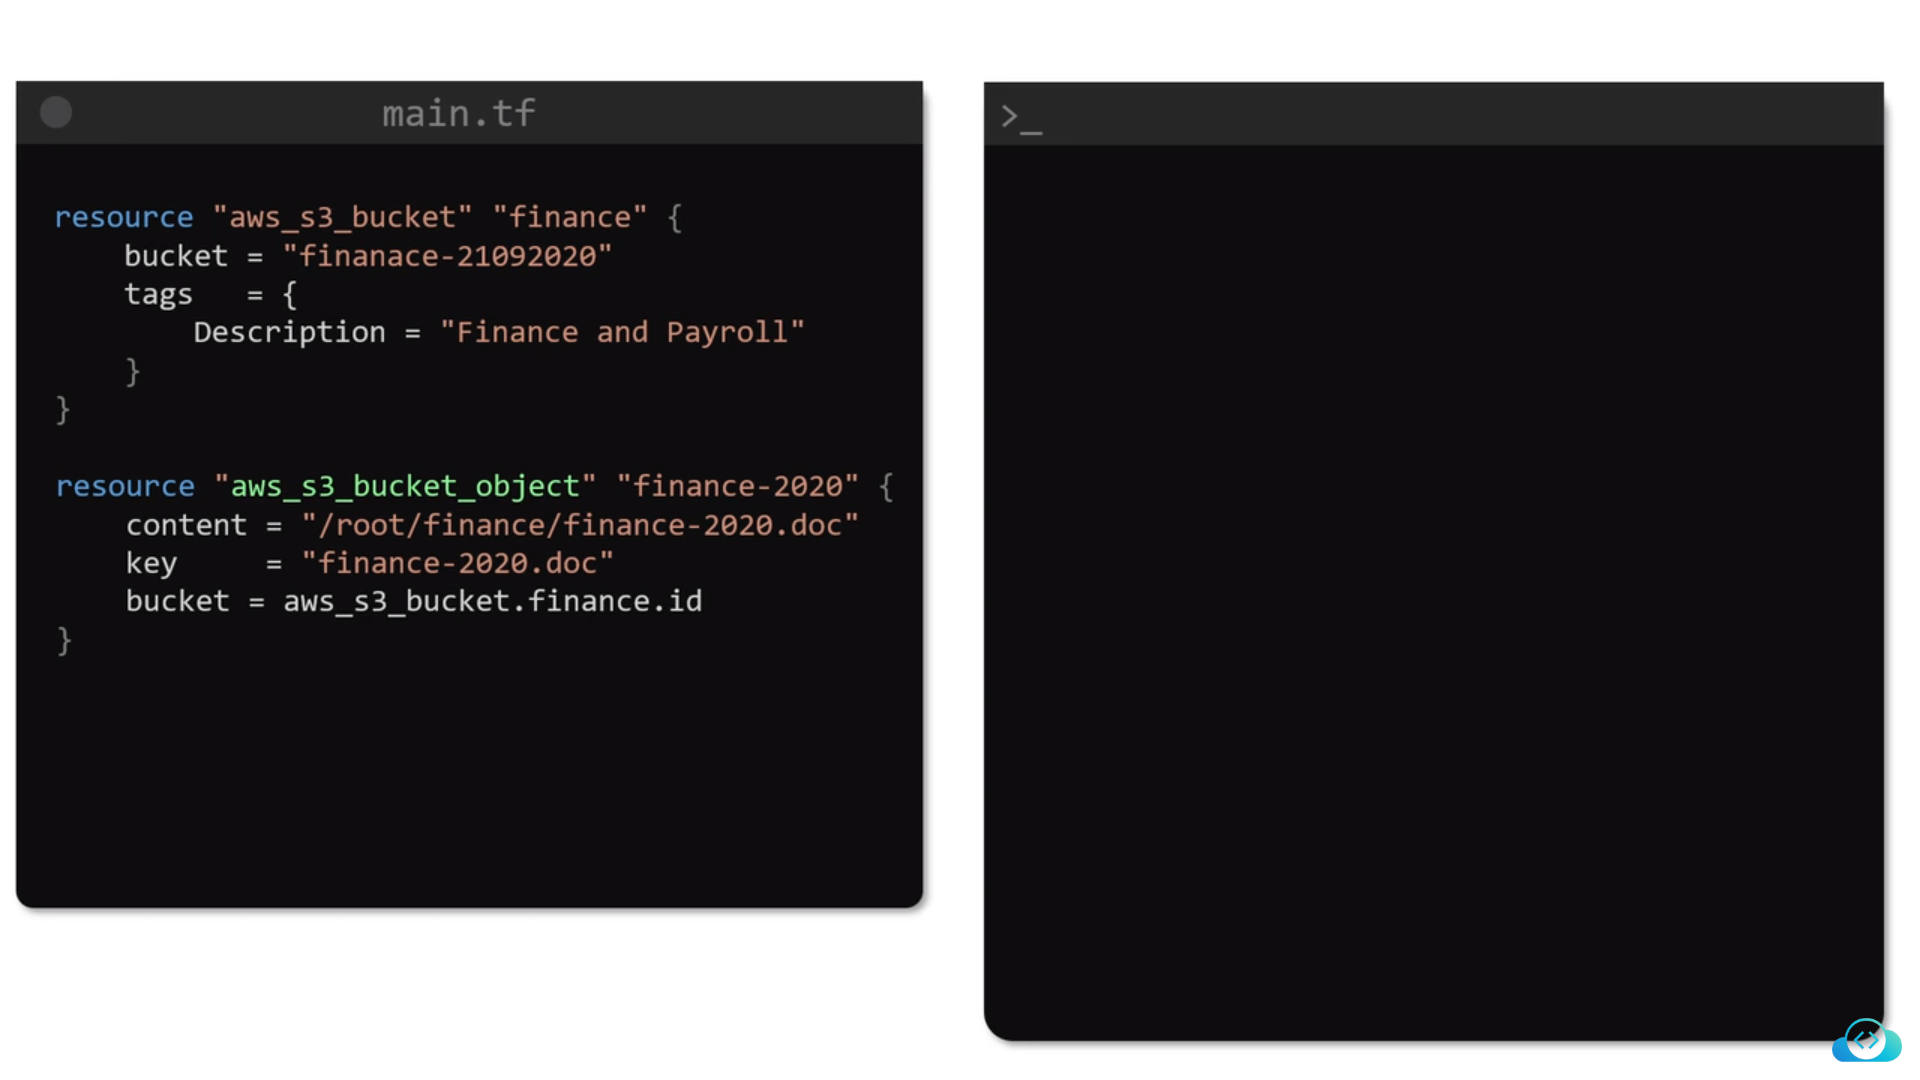 main.tf
resource "aws_s3_bucket" "finance" {
    bucket = "finanace-21092020"
    tags   = {
        Description = "Finance and Payroll"
    }
}
resource "aws_s3_bucket_object" "finance-2020" {
    content = "/root/finance/finance-2020.doc"
    key     = "finance-2020.doc"
    bucket = aws_s3_bucket.finance.id
}
>_